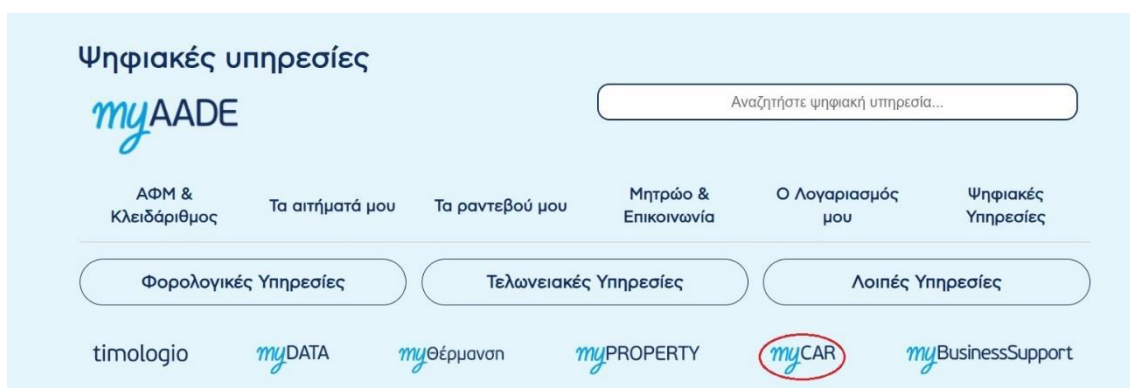 Ψηφιακές υπηρεσίες
myAADE
Αναζητήστε ψηφιακή υπηρεσία...
ΑΦΜ &
Κλειδάριθμος
Τα αιτήματά μου
Τα ραντεβού μου
Μητρώο &
Επικοινωνία
Ο Λογαριασμός
μου
Ψηφιακές
Υπηρεσίες
Φορολογικές Υπηρεσίες
Τελωνειακές Υπηρεσίες
Λοιπές Υπηρεσίες
timologio
myDATA
myΘέρμανση
myPROPERTY
myCAR
myBusinessSupport